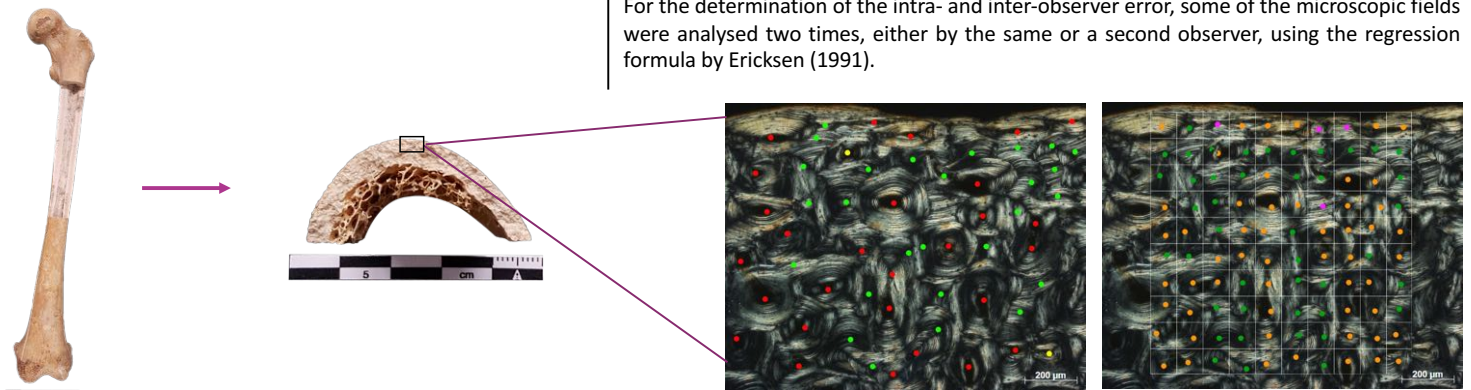 For the determination of the intra- and inter-observer error, some of the microscopic fields
were analysed two times, either by the same or a second observer, using the regression
formula by Ericksen (1991).
5 cm A
200 µm
200 µm